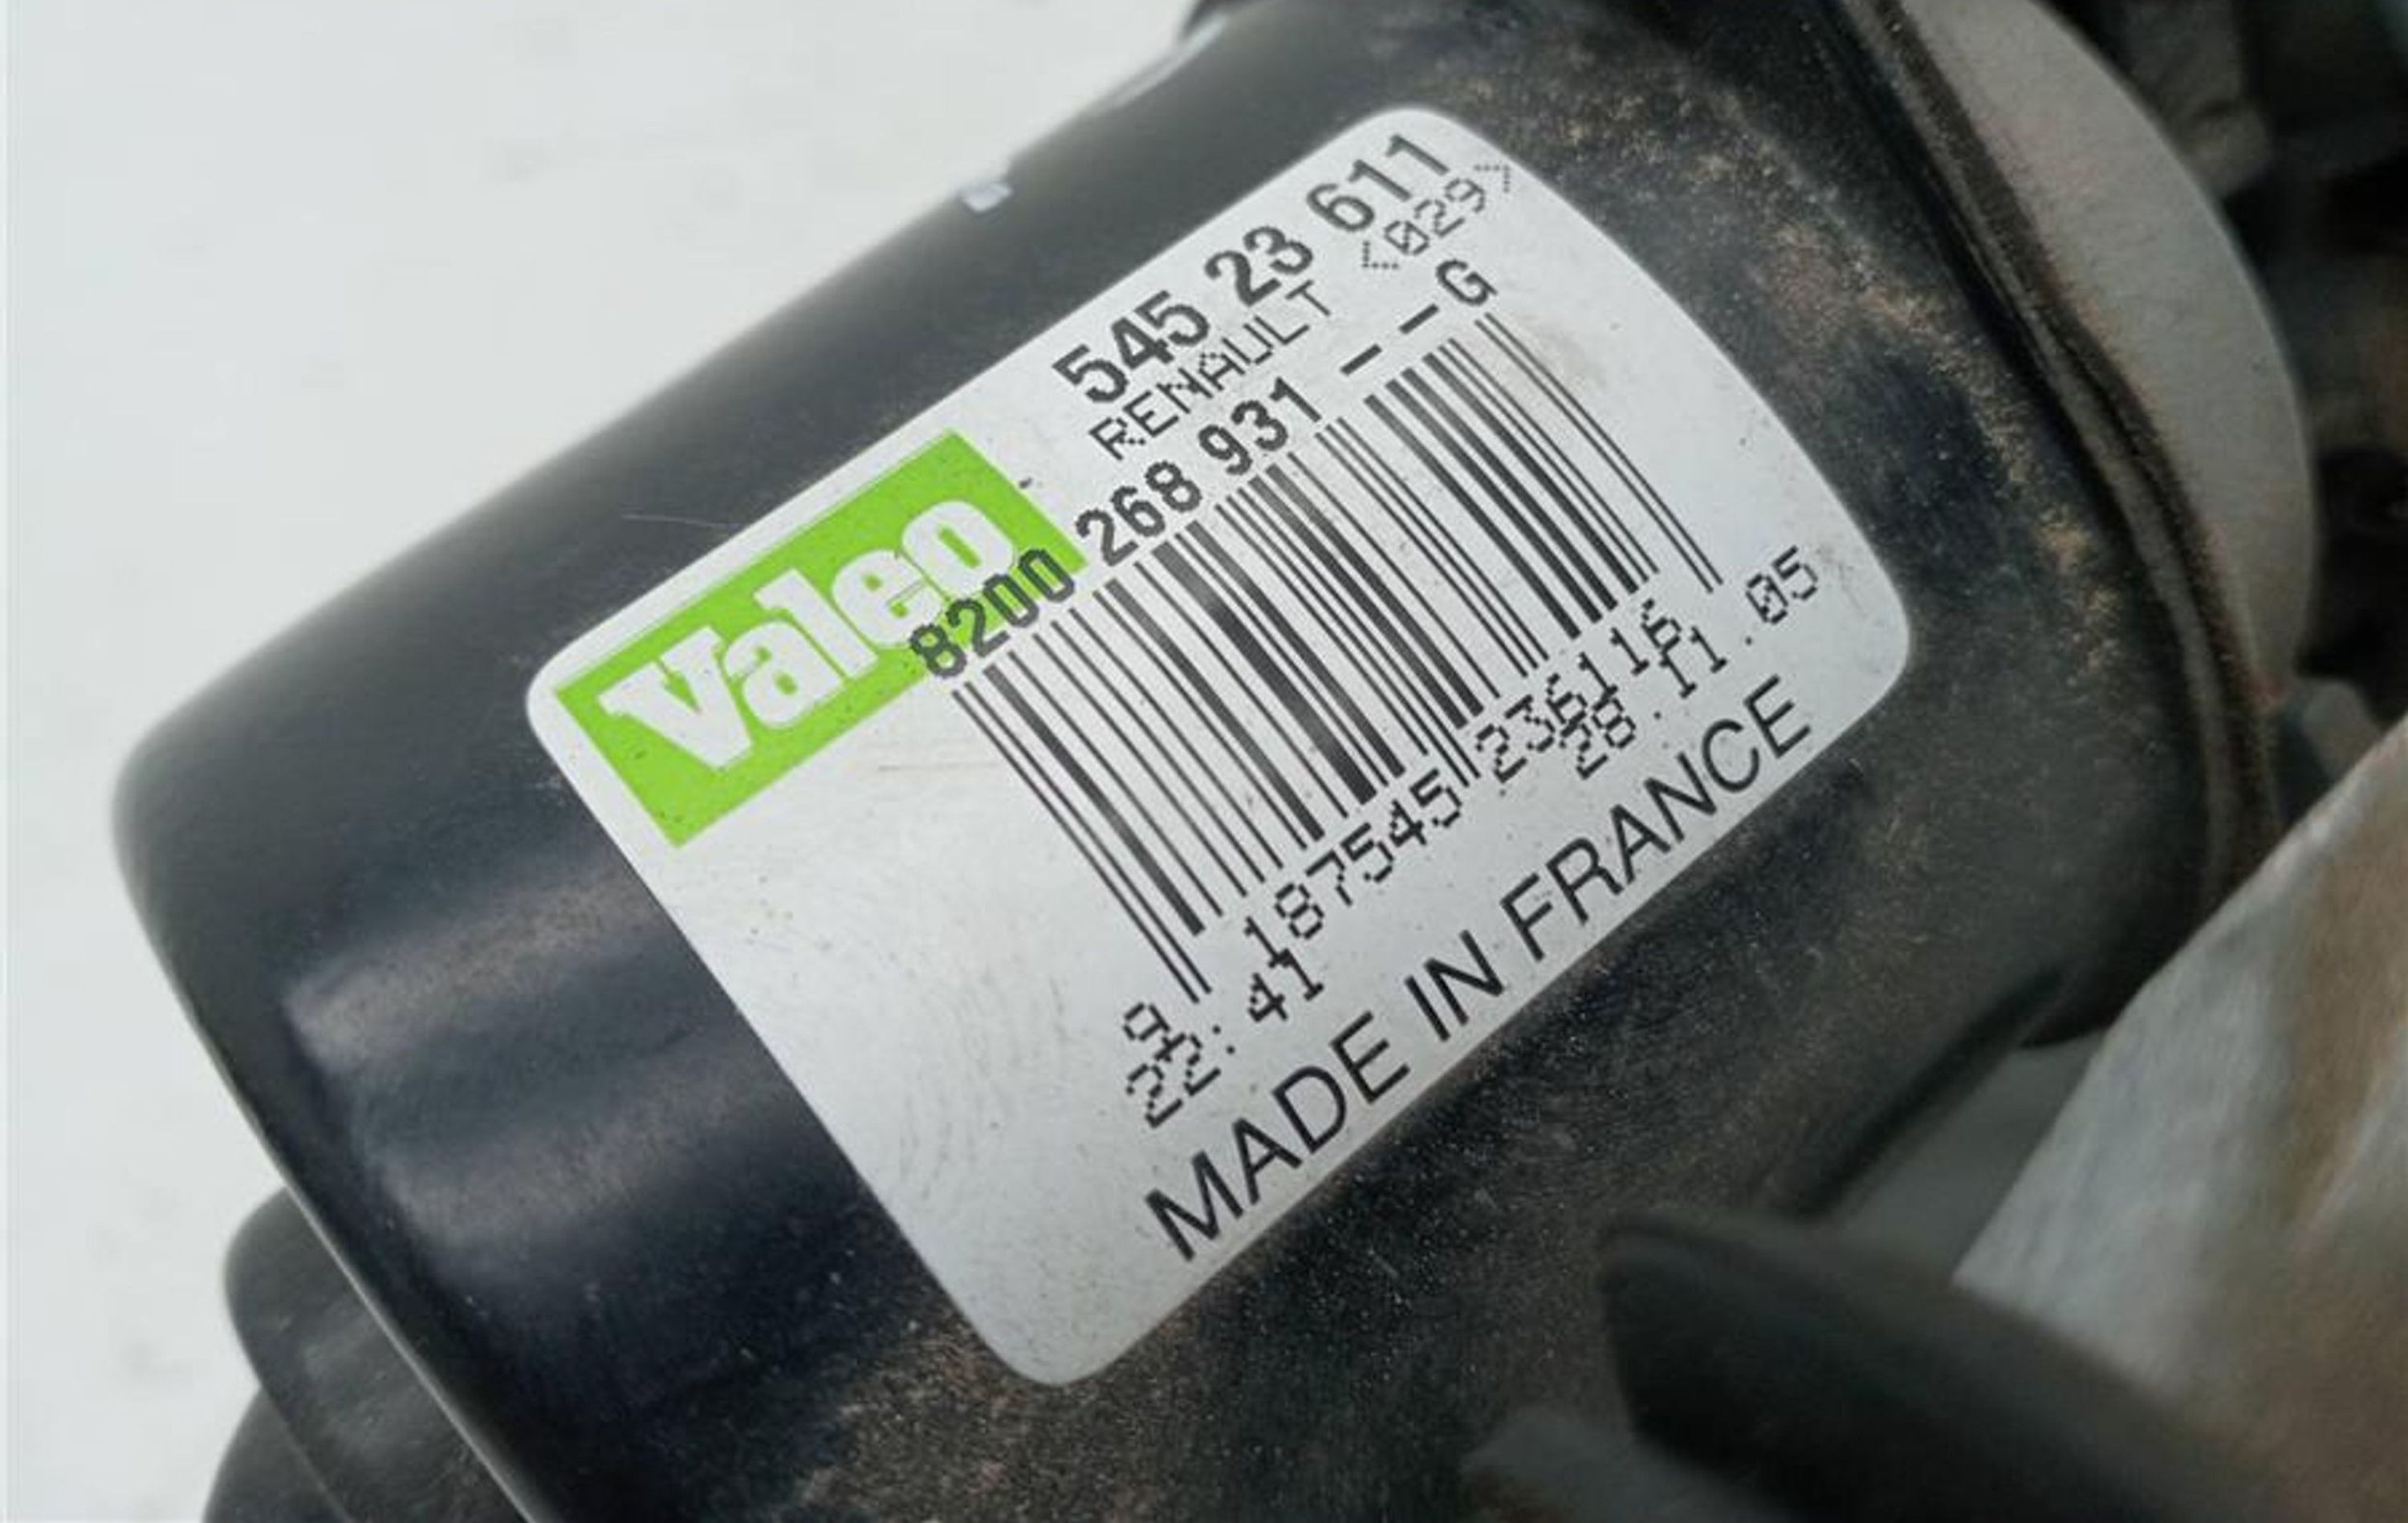 Valeo
545 23 611
RENAULT <029>
8200 268 931 --G
9 187545 236116
22:41 28.11.05
MADE IN FRANCE